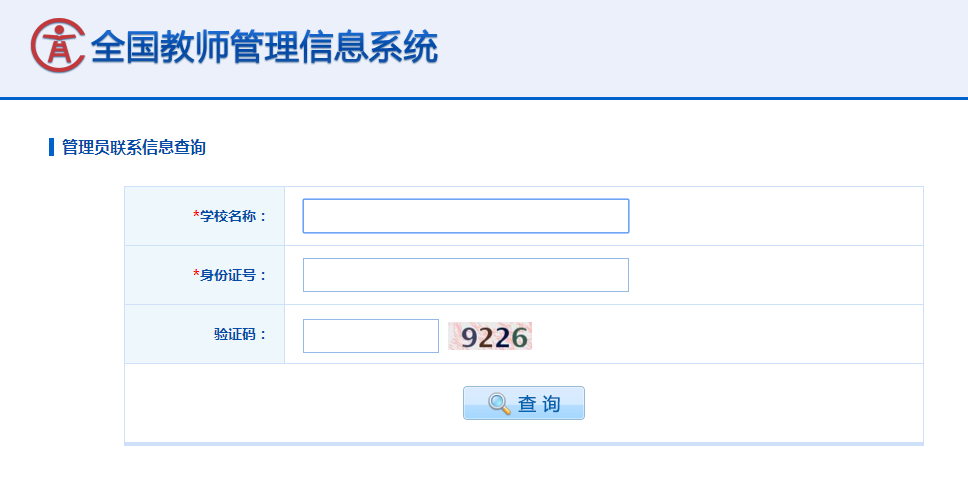 全国教师管理信息系统
管理员联系信息查询
*学校名称：
*身份证号：
验证码：
9226
查询